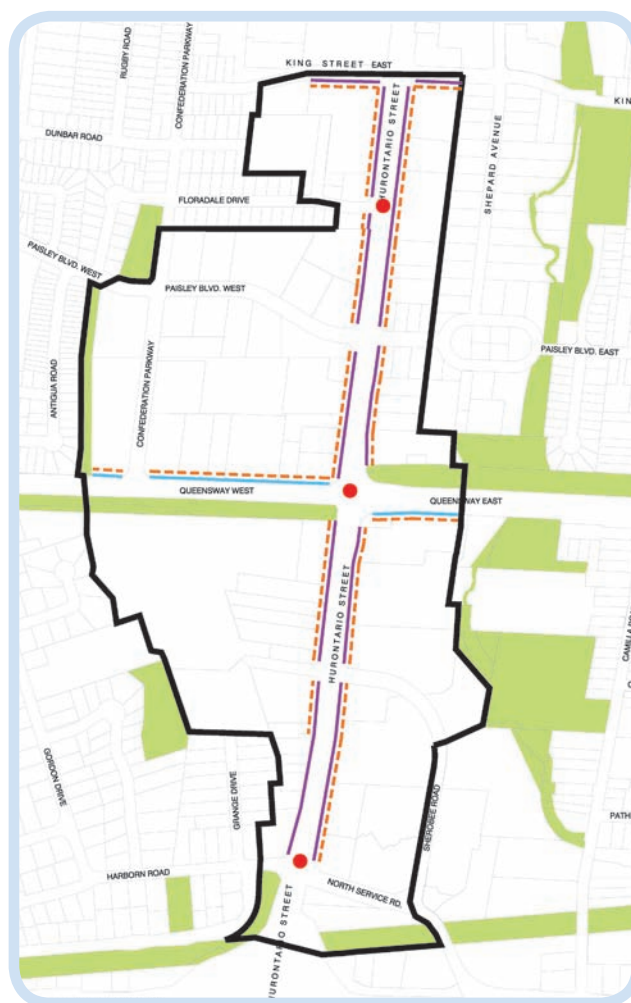 RUGBY ROAD
CONFEDERATION PARKWAY
KING STREET EAST
KIN
HURONTARIO STREET
SHEPARD AVENUE
DUNBAR ROAD
FLORADALE DRIVE
PAISLEY BLVD. WEST
PAISLEY BLVD. WEST
PAISLEY BLVD. EAST
ANTIGUA ROAD
CONFEDERATION PARKWAY
QUEENSWAY WEST
QUEENSWAY EAST
HURONTARIO STREET
GORDON DRIVE
GRANGE DRIVE
SHEROBEE ROAD
PATH
HARBORN ROAD
NORTH SERVICE RD.
HURONTARIO STREET